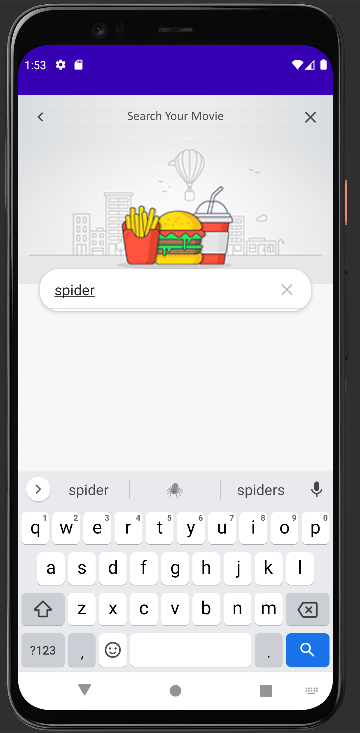 1:53
Search Your Movie
spider
spider spiders
q1 w2 e3 r4 t5 y6 u7 i8 o9 p0
a s d f g h j k l
z x c v b n m
?123 , .